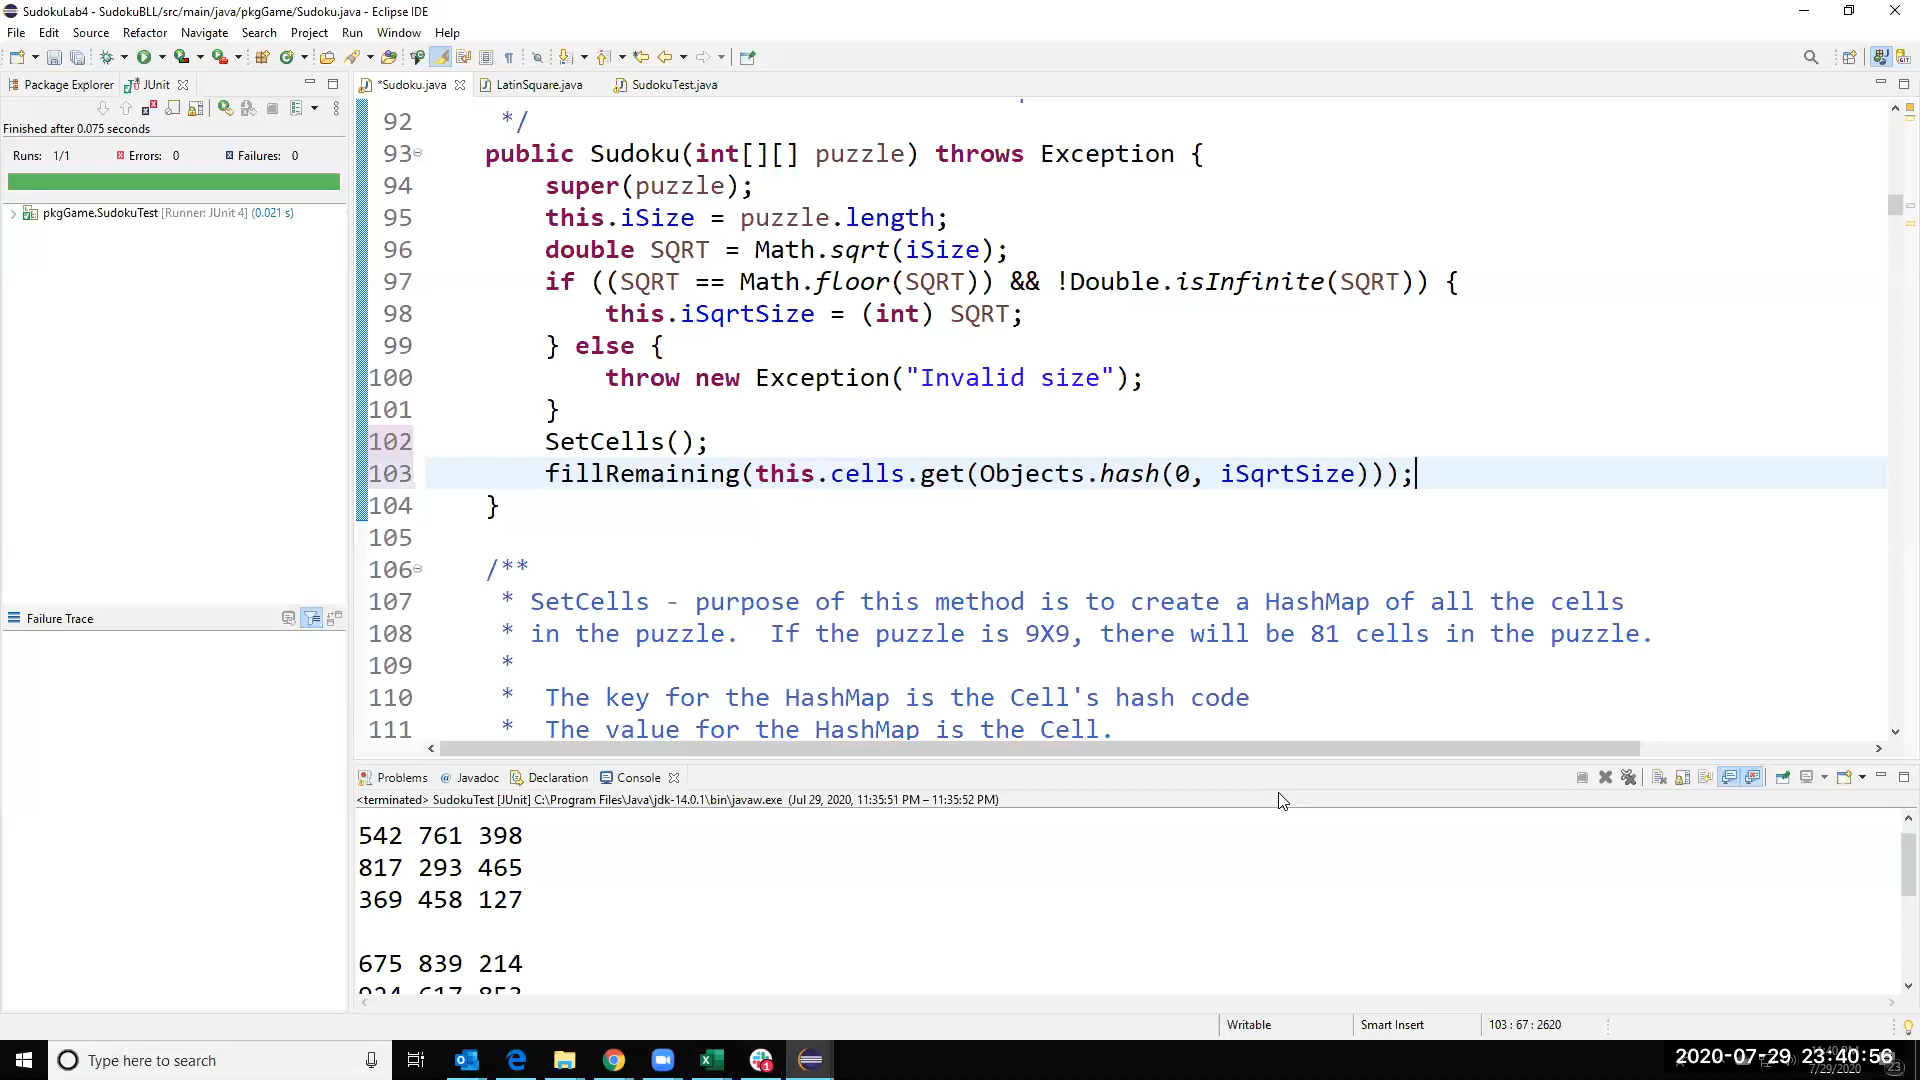 SudokuLab4 - SudokuBLL/src/main/java/pkgGame/Sudoku.java - Eclipse IDE
File Edit Source Refactor Navigate Search Project Run Window Help
Package Explorer JUnit
*Sudoku.java LatinSquare.java SudokuTest.java
Finished after 0.075 seconds
Runs: 1/1 Errors: 0 Failures: 0
pkgGame.SudokuTest [Runner: JUnit 4] (0.021 s)
Failure Trace
92 */
93 public Sudoku(int[][] puzzle) throws Exception {
94 super(puzzle);
95 this.iSize = puzzle.length;
96 double SQRT = Math.sqrt(iSize);
97 if ((SQRT == Math.floor(SQRT)) && !Double.isInfinite(SQRT)) {
98 this.iSqrtSize = (int) SQRT;
99 } else {
100 throw new Exception("Invalid size");
101 }
102 SetCells();
103 fillRemaining(this.cells.get(Objects.hash(0, iSqrtSize)));
104 }
105
106 /**
107 * SetCells - purpose of this method is to create a HashMap of all the cells
108 * in the puzzle.  If the puzzle is 9X9, there will be 81 cells in the puzzle.
109 *
110 *  The key for the HashMap is the Cell's hash code
111 *  The value for the HashMap is the Cell.
Problems Javadoc Declaration Console
<terminated> SudokuTest [JUnit] C:\Program Files\Java\jdk-14.0.1\bin\javaw.exe (Jul 29, 2020, 11:35:51 PM – 11:35:52 PM)
542 761 398
817 293 465
369 458 127
675 839 214
924 617 853
Writable Smart Insert 103 : 67 : 2620
Type here to search
2020-07-29 23:40:56
7/29/2020